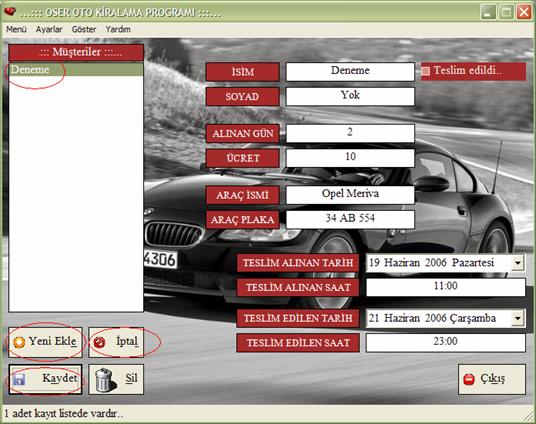 ...::: OSER OTO KİRALAMA PROGRAMI :::...
Menü Ayarlar Göster Yardım
.::: Müşteriler :::...
Deneme
İSİM Deneme Teslim edildi..
SOYAD Yok
ALINAN GÜN 2
ÜCRET 10
ARAÇ İSMİ Opel Meriva
ARAÇ PLAKA 34 AB 554
4306
TESLİM ALINAN TARİH 19 Haziran 2006 Pazartesi
TESLİM ALINAN SAAT 11:00
TESLİM EDİLEN TARİH 21 Haziran 2006 Çarşamba
TESLİM EDİLEN SAAT 23:00
Yeni Ekle İptal
Kaydet Sil Çıkış
1 adet kayıt listede vardır..